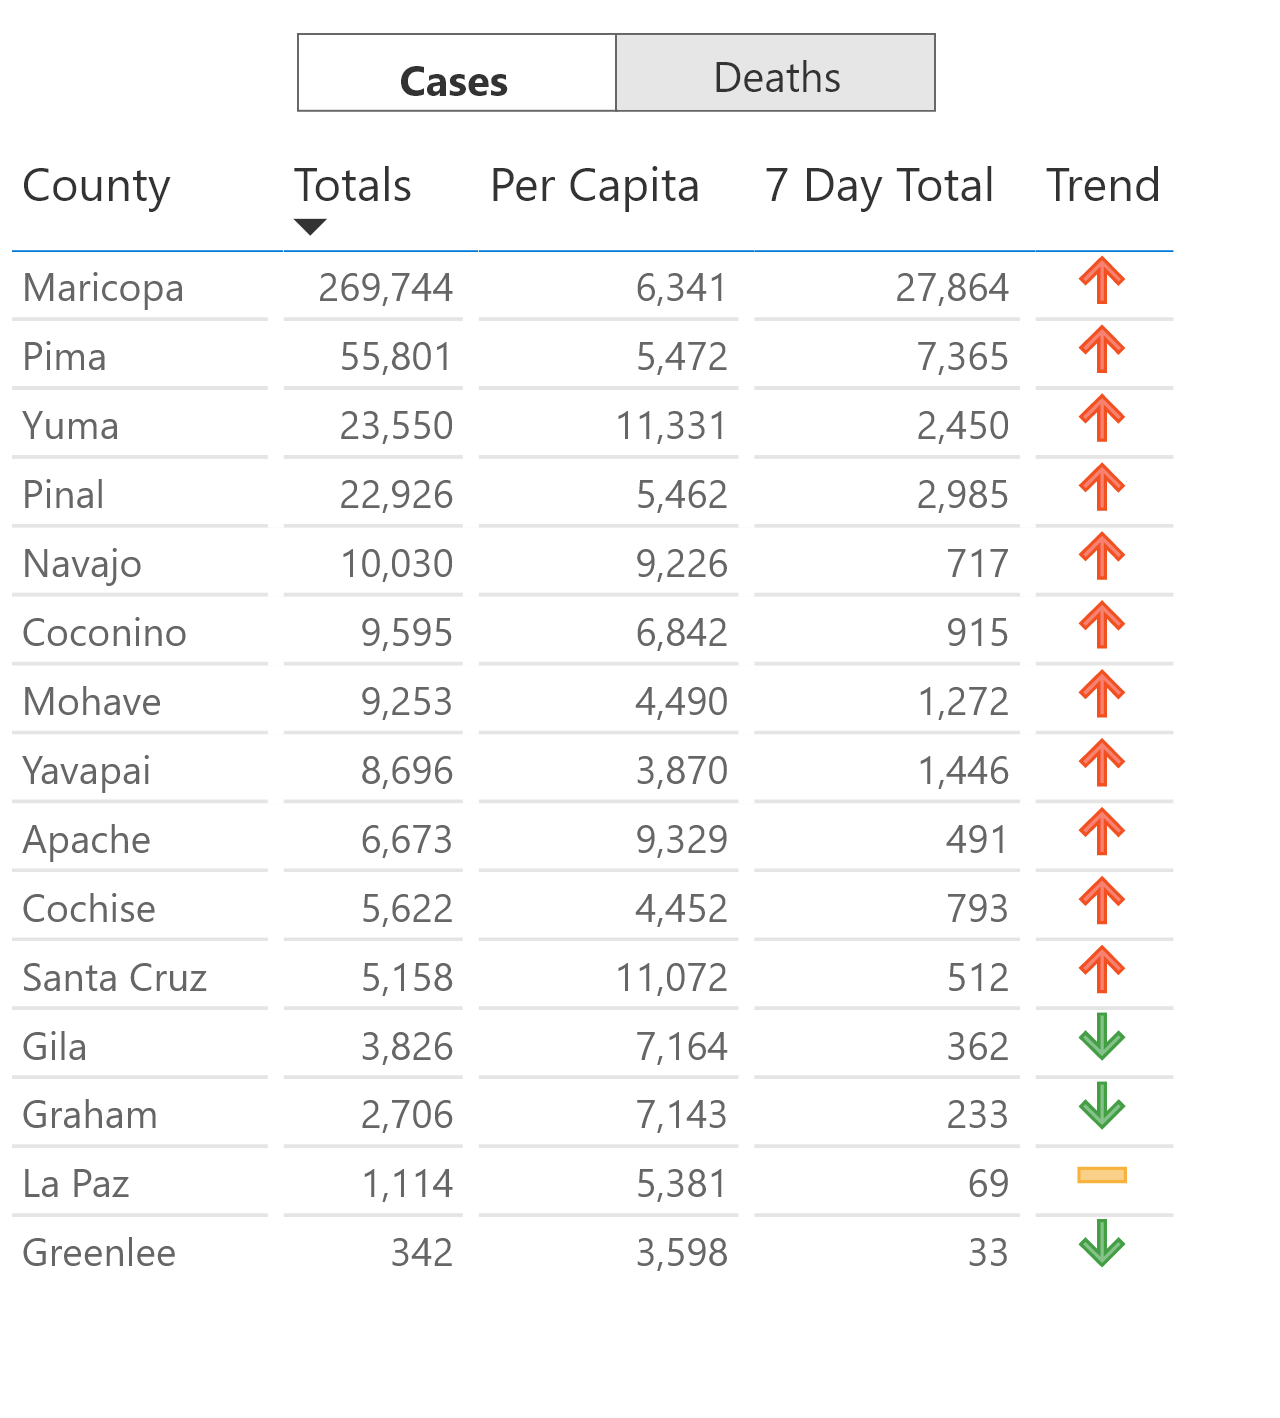 Cases Deaths
County Totals Per Capita 7 Day Total Trend
Maricopa 269,744 6,341 27,864
Pima 55,801 5,472 7,365
Yuma 23,550 11,331 2,450
Pinal 22,926 5,462 2,985
Navajo 10,030 9,226 717
Coconino 9,595 6,842 915
Mohave 9,253 4,490 1,272
Yavapai 8,696 3,870 1,446
Apache 6,673 9,329 491
Cochise 5,622 4,452 793
Santa Cruz 5,158 11,072 512
Gila 3,826 7,164 362
Graham 2,706 7,143 233
La Paz 1,114 5,381 69
Greenlee 342 3,598 33